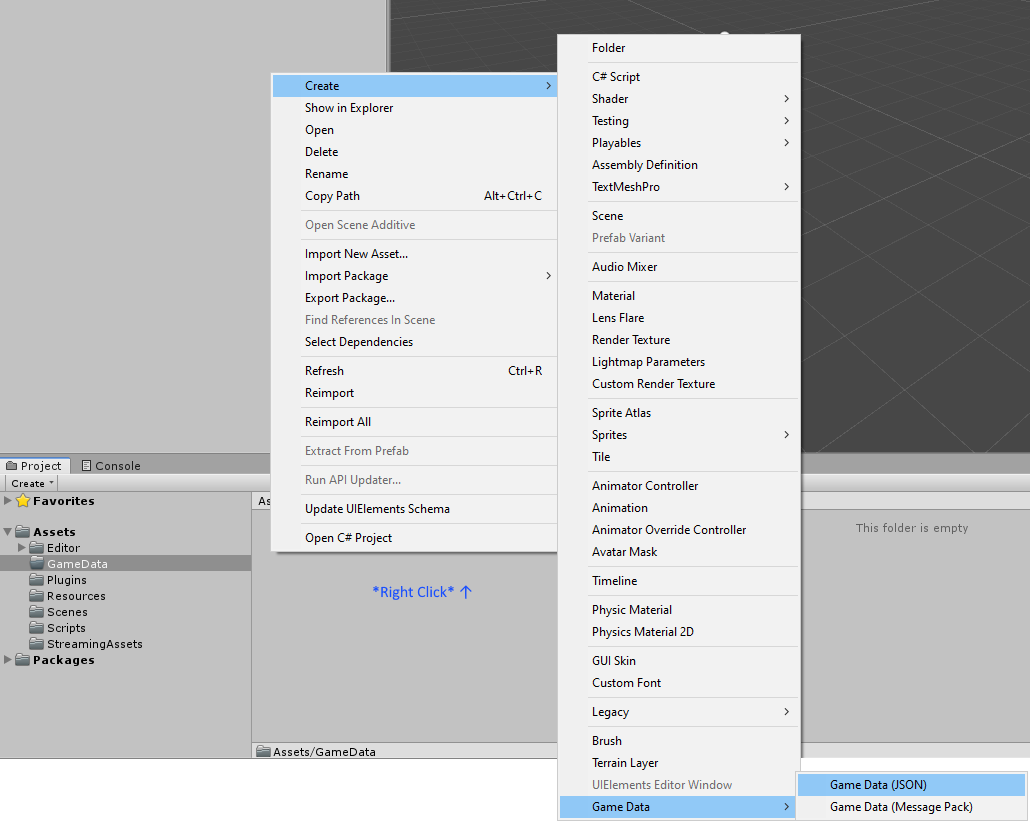 Create
Show in Explorer
Open
Delete
Rename
Copy Path Alt+Ctrl+C
Open Scene Additive
Import New Asset...
Import Package
Export Package...
Find References In Scene
Select Dependencies
Refresh Ctrl+R
Reimport
Reimport All
Extract From Prefab
Run API Updater...
Update UIElements Schema
Open C# Project
Folder
C# Script
Shader
Testing
Playables
Assembly Definition
TextMeshPro
Scene
Prefab Variant
Audio Mixer
Material
Lens Flare
Render Texture
Lightmap Parameters
Custom Render Texture
Sprite Atlas
Sprites
Tile
Animator Controller
Animation
Animator Override Controller
Avatar Mask
Timeline
Physic Material
Physics Material 2D
GUI Skin
Custom Font
Legacy
Brush
Terrain Layer
UIElements Editor Window
Game Data
Game Data (JSON)
Game Data (Message Pack)
Project Console
Create
Favorites
Assets
Editor
GameData
Plugins
Resources
Scenes
Scripts
StreamingAssets
Packages
As
This folder is empty
*Right Click* ↑
Assets/GameData